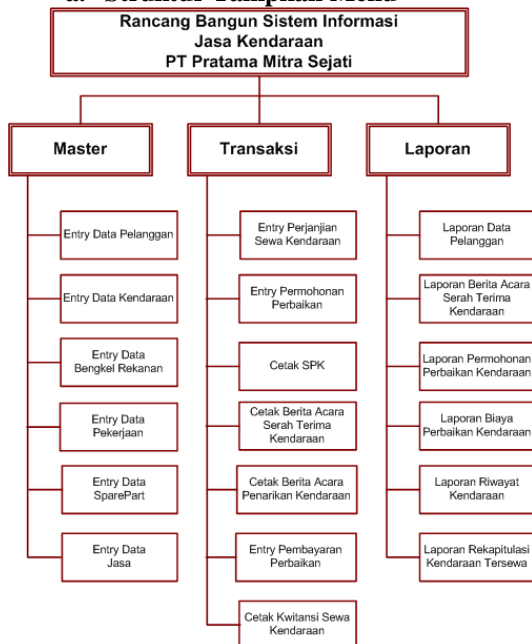 a. Struktur Tampilan Menu
Rancang Bangun Sistem Informasi
Jasa Kendaraan
PT Pratama Mitra Sejati
Master
Entry Data Pelanggan
Entry Data Kendaraan
Entry Data
Bengkel Rekanan
Entry Data
Pekerjaan
Entry Data
SparePart
Entry Data
Jasa
Transaksi
Entry Perjanjian
Sewa Kendaraan
Entry Permohonan
Perbaikan
Cetak SPK
Cetak Berita Acara
Serah Terima
Kendaraan
Cetak Berita Acara
Penarikan Kendaraan
Entry Pembayaran
Perbaikan
Cetak Kwitansi Sewa
Kendaraan
Laporan
Laporan Data
Pelanggan
Laporan Berita Acara
Serah Terima
Kendaraan
Laporan Permohonan
Perbaikan Kendaraan
Laporan Biaya
Perbaikan Kendaraan
Laporan Riwayat
Kendaraan
Laporan Rekapitulasi
Kendaraan Tersewa